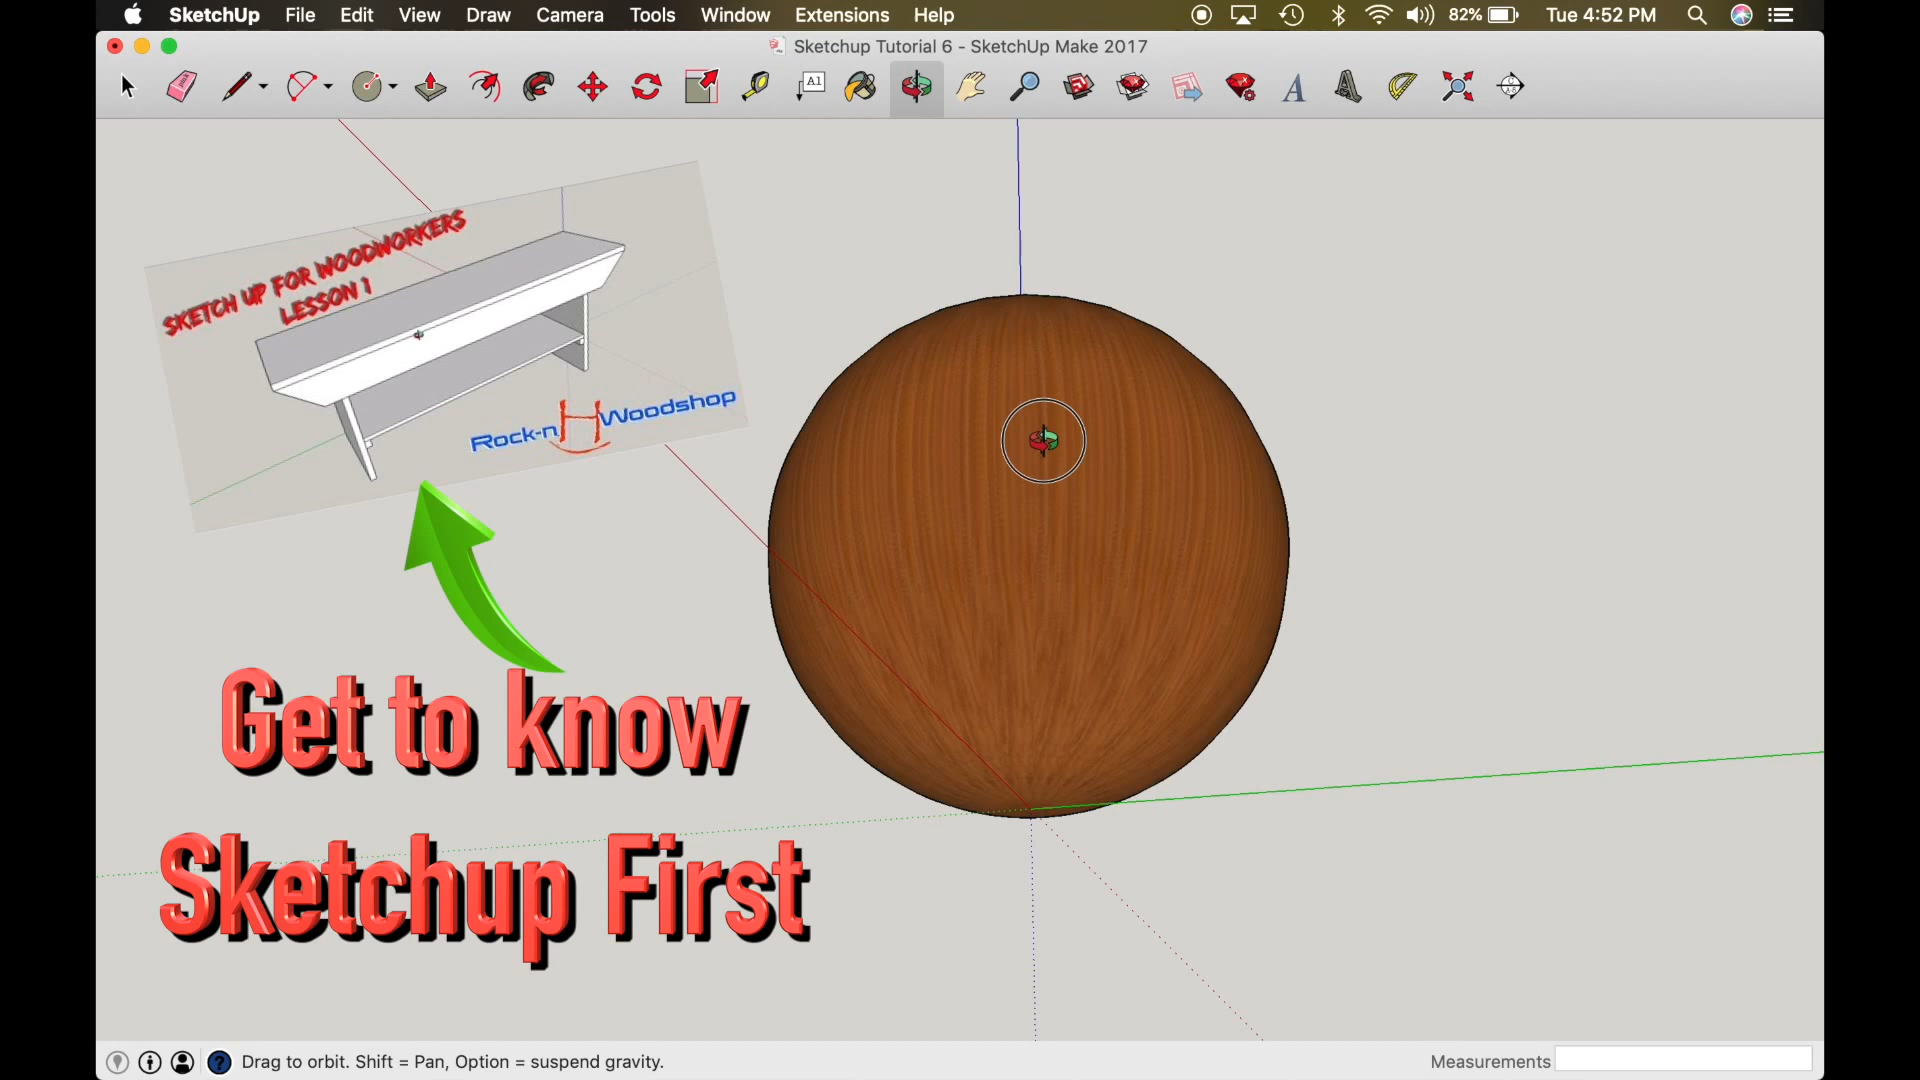 SketchUp File Edit View Draw Camera Tools Window Extensions Help 82% Tue 4:52 PM
Sketchup Tutorial 6 - SketchUp Make 2017
A1
SKETCH UP FOR WOODWORKERS
LESSON 1
Rock-n H Woodshop
Get to know
Sketchup First
Drag to orbit. Shift = Pan, Option = suspend gravity.
Measurements